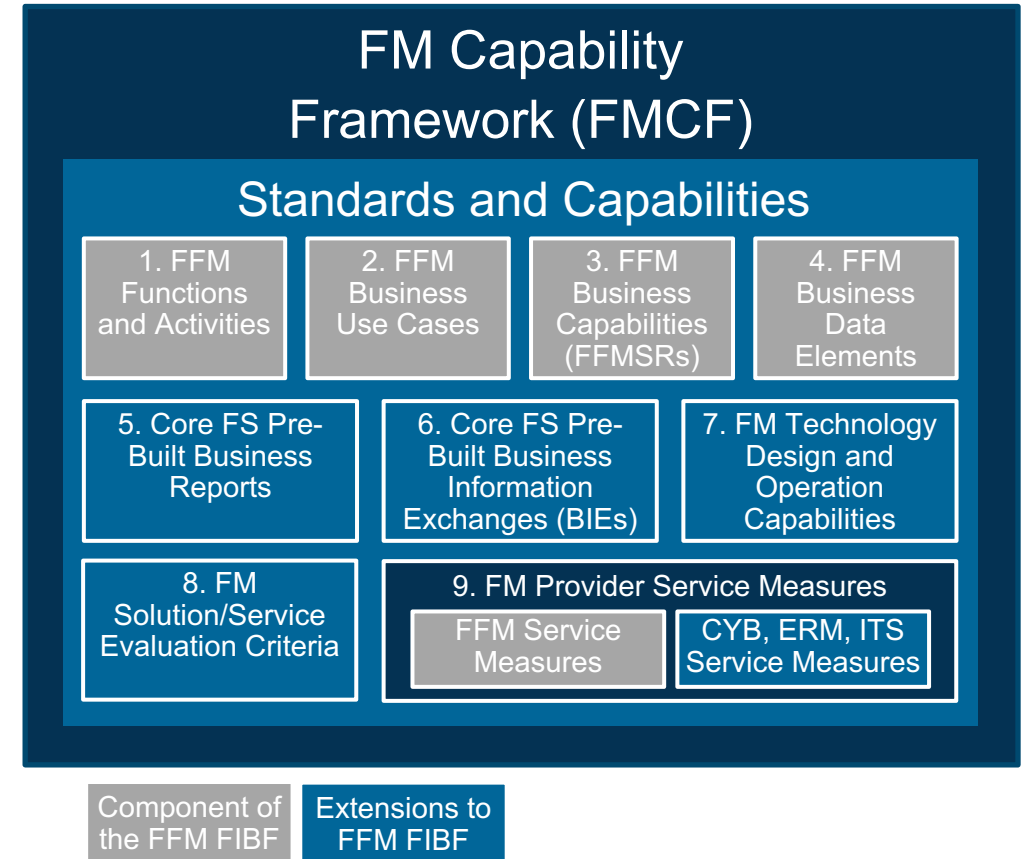 FM Capability
Framework (FMCF)
Standards and Capabilities
1. FFM
Functions
and Activities
2. FFM
Business
Use Cases
3. FFM
Business
Capabilities
(FFMSRs)
4. FFM
Business
Data
Elements
5. Core FS Pre-
Built Business
Reports
6. Core FS Pre-
Built Business
Information
Exchanges (BIEs)
7. FM Technology
Design and
Operation
Capabilities
8. FM
Solution/Service
Evaluation Criteria
9. FM Provider Service Measures
FFM Service
Measures
CYB, ERM, ITS
Service Measures
Component of
the FFM FIBF
Extensions to
FFM FIBF